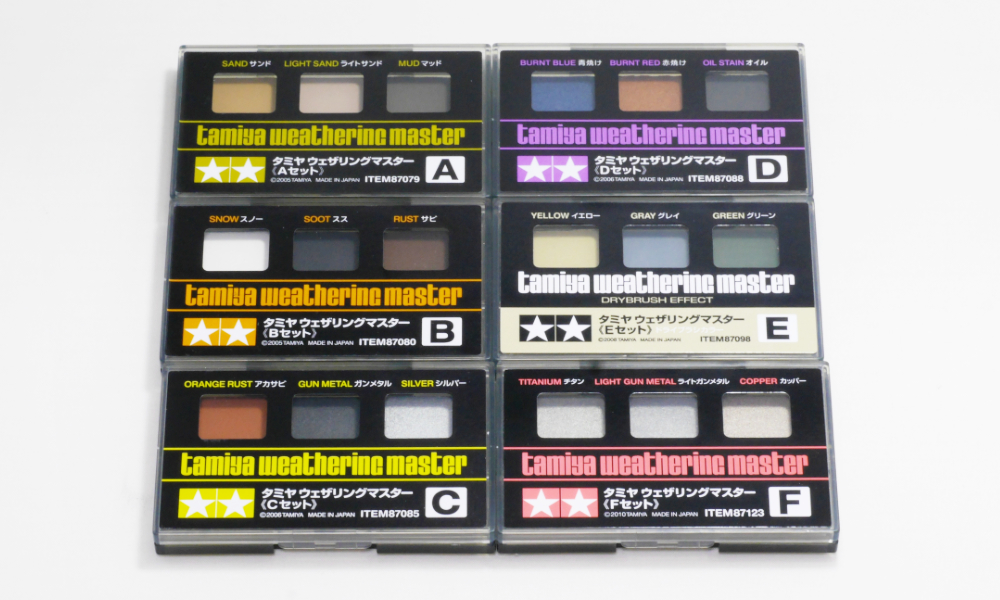 SAND サンド LIGHT SAND ライトサンド MUD マッド
tamiya weathering master
タミヤ ウェザリングマスター
《Aセット》
©2005 TAMIYA MADE IN JAPAN ITEM87079
A
BURNT BLUE 青焼け BURNT RED 赤焼け OIL STAIN オイル
tamiya weathering master
タミヤ ウェザリングマスター
《Dセット》
©2006 TAMIYA MADE IN JAPAN ITEM87088
D
SNOW スノー SOOT スス RUST サビ
tamiya weathering master
タミヤ ウェザリングマスター
《Bセット》
©2005 TAMIYA MADE IN JAPAN ITEM87080
B
YELLOW イエロー GRAY グレイ GREEN グリーン
tamiya weathering master
DRYBRUSH EFFECT
タミヤ ウェザリングマスター
《Eセット》
©2006 TAMIYA MADE IN JAPAN ITEM87098
E
ORANGE RUST アカサビ GUN METAL ガンメタル SILVER シルバー
tamiya weathering master
タミヤ ウェザリングマスター
《Cセット》
©2006 TAMIYA MADE IN JAPAN ITEM87085
C
TITANIUM チタン LIGHT GUN METAL ライトガンメタル COPPER カッパー
tamiya weathering master
タミヤ ウェザリングマスター
《Fセット》
©2010 TAMIYA MADE IN JAPAN ITEM87123
F